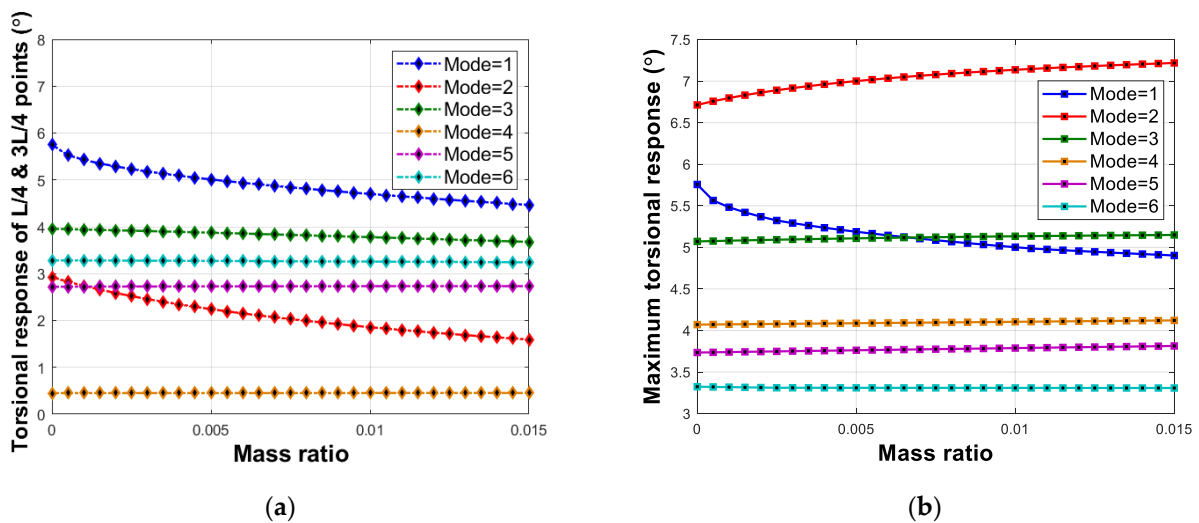 Torsional response of L/4 & 3L/4 points (°)
8
7
6
5
4
3
2
1
0
0
0.005
0.01
0.015
Mass ratio
Mode=1
Mode=2
Mode=3
Mode=4
Mode=5
Mode=6
(a)
Maximum torsional response (°)
7.5
7
6.5
6
5.5
5
4.5
4
3.5
3
0
0.005
0.01
0.015
Mass ratio
Mode=1
Mode=2
Mode=3
Mode=4
Mode=5
Mode=6
(b)